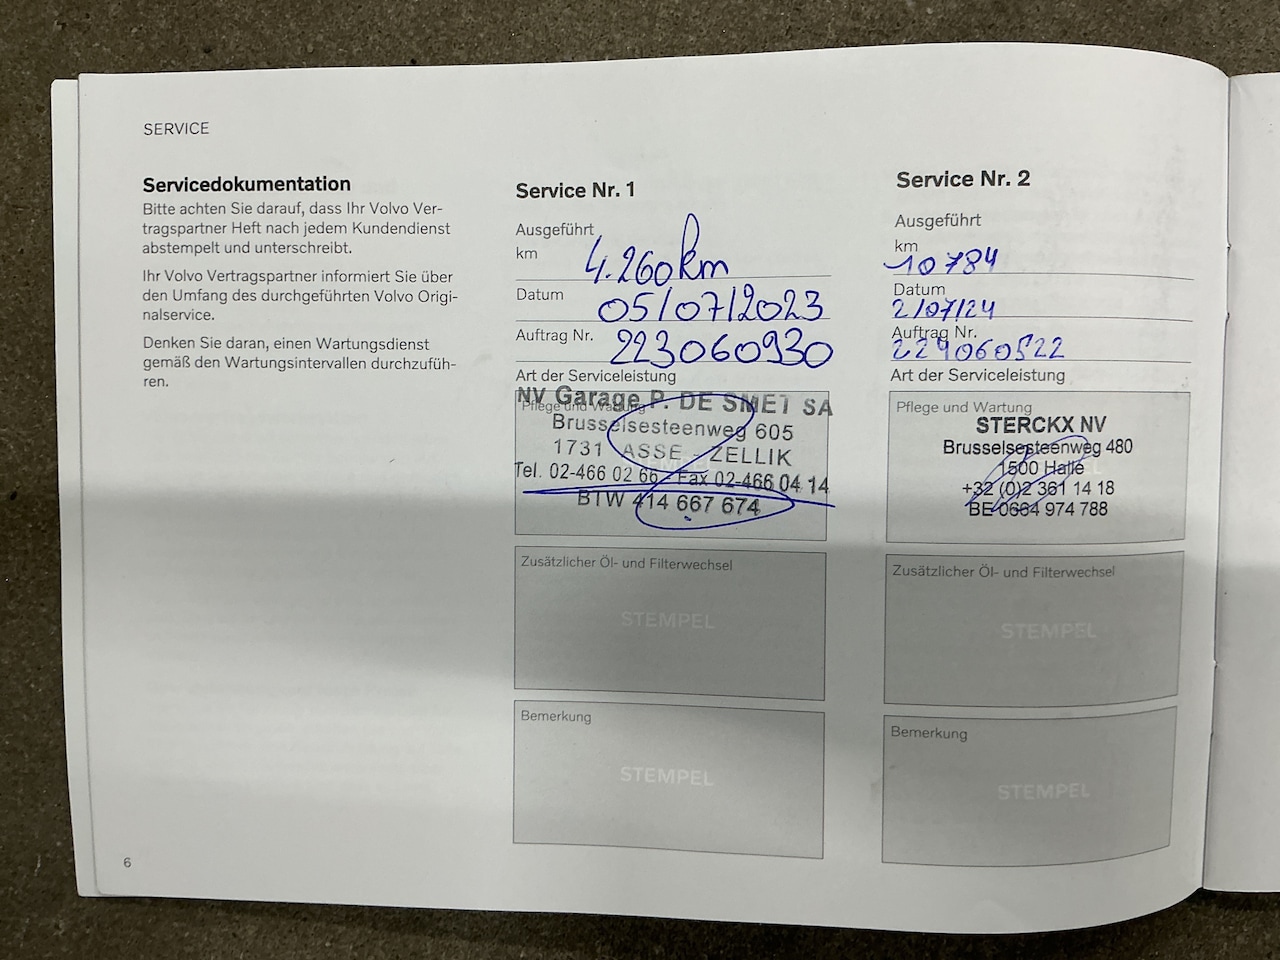 SERVICE
Servicedokumentation
Bitte achten Sie darauf, dass Ihr Volvo Ver-
tragspartner Heft nach jedem Kundendienst
abstempelt und unterschreibt.
Ihr Volvo Vertragspartner informiert Sie über
den Umfang des durchgeführten Volvo Origi-
nalservice.
Denken Sie daran, einen Wartungsdienst
gemäß den Wartungsintervallen durchzufüh-
ren.
6
Service Nr. 1
Ausgeführt
km 4.260km
Datum 05/07/2023
Auftrag Nr. 223060930
Art der Serviceleistung
Pflege und Wartung
NV Garage P. DE SMET SA
Brusselsesteenweg 605
1731 ASSE - ZELLIK
Tel. 02-466 02 66 - Fax 02-466 04 14
BTW 414 667 674
Zusätzlicher Öl- und Filterwechsel
STEMPEL
Bemerkung
STEMPEL
Service Nr. 2
Ausgeführt
km
10784
Datum
2/07/24
Auftrag Nr.
224060522
Art der Serviceleistung
Pflege und Wartung
STERCKX NV
Brusselsesteenweg 480
1500 Halle
+32 (0)2 361 14 18
BE 0664 974 788
Zusätzlicher Öl- und Filterwechsel
STEMPEL
Bemerkung
STEMPEL